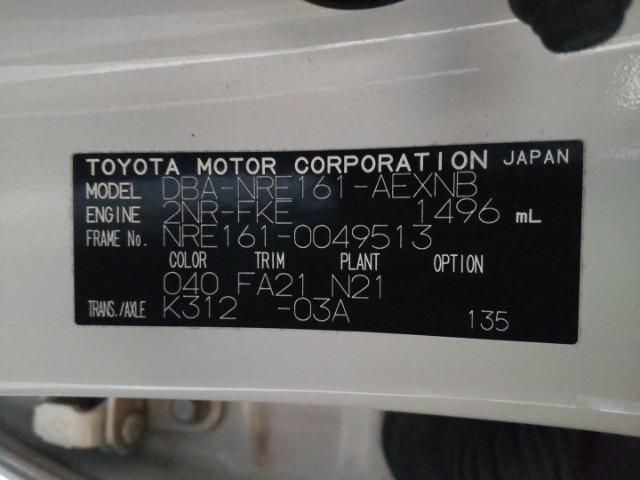 TOYOTA MOTOR CORPORATION JAPAN
MODEL DBA-NRE161-AEXNB
ENGINE 2NR-FKE 1496 mL
FRAME No. NRE161-0049513
COLOR TRIM PLANT OPTION
040 FA21 N21
TRANS./AXLE K312 -03A
135